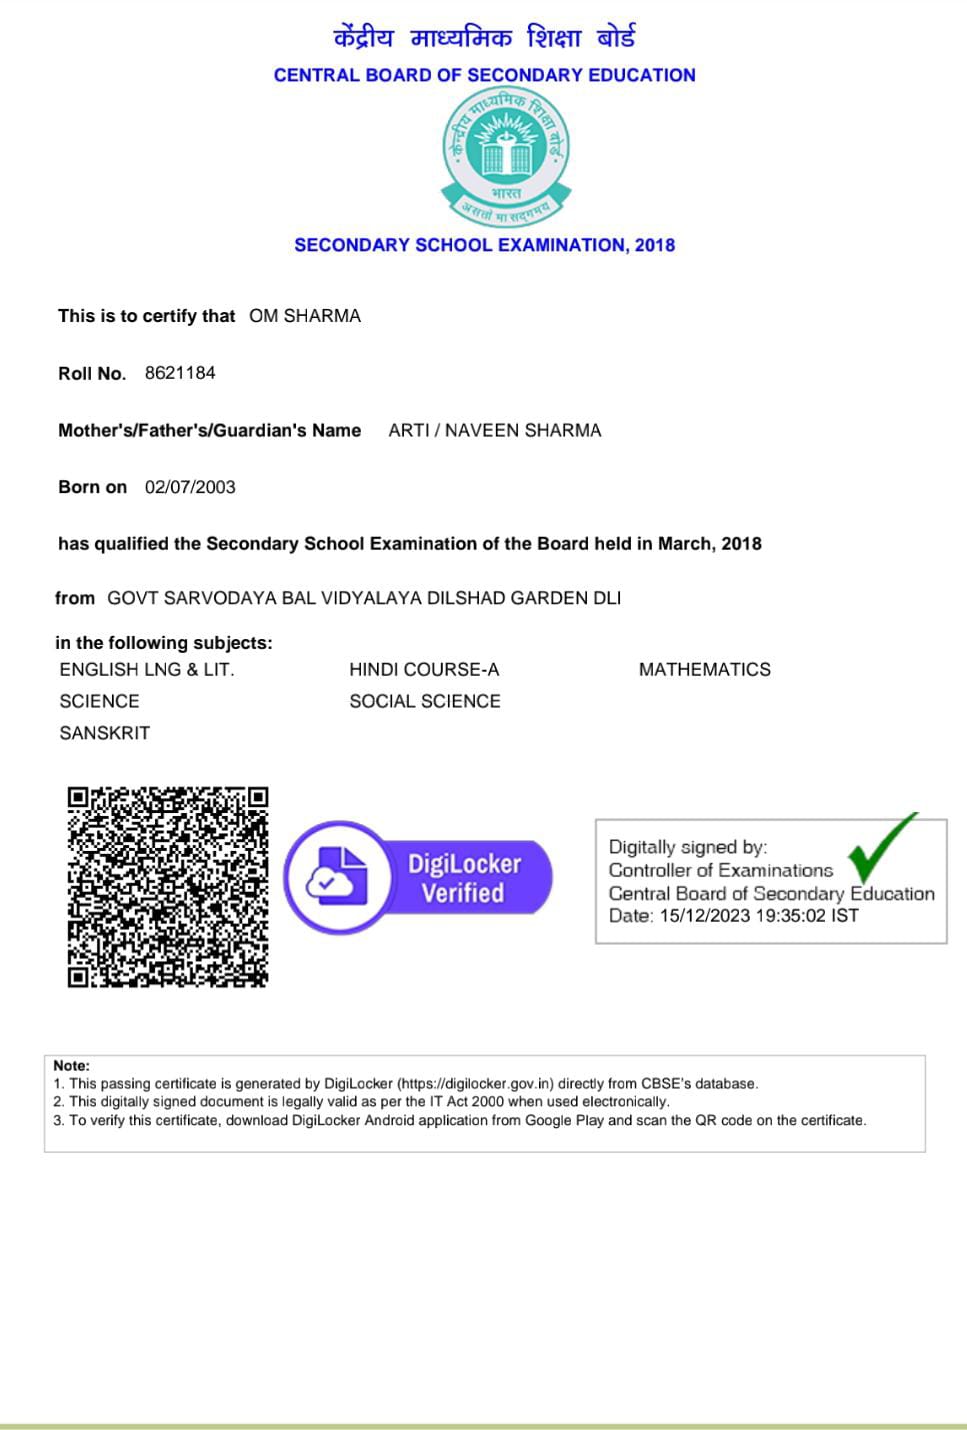 केंद्रीय माध्यमिक शिक्षा बोर्ड
CENTRAL BOARD OF SECONDARY EDUCATION
केन्द्रीय माध्यमिक शिक्षा बोर्ड
भारत
असतो मा सद्गमय
SECONDARY SCHOOL EXAMINATION, 2018
This is to certify that OM SHARMA
Roll No. 8621184
Mother's/Father's/Guardian's Name ARTI / NAVEEN SHARMA
Born on 02/07/2003
has qualified the Secondary School Examination of the Board held in March, 2018
from GOVT SARVODAYA BAL VIDYALAYA DILSHAD GARDEN DLI
in the following subjects:
ENGLISH LNG & LIT. HINDI COURSE-A MATHEMATICS
SCIENCE SOCIAL SCIENCE
SANSKRIT
DigiLocker
Verified
Digitally signed by:
Controller of Examinations
Central Board of Secondary Education
Date: 15/12/2023 19:35:02 IST
Note:
1. This passing certificate is generated by DigiLocker (https://digilocker.gov.in) directly from CBSE's database.
2. This digitally signed document is legally valid as per the IT Act 2000 when used electronically.
3. To verify this certificate, download DigiLocker Android application from Google Play and scan the QR code on the certificate.